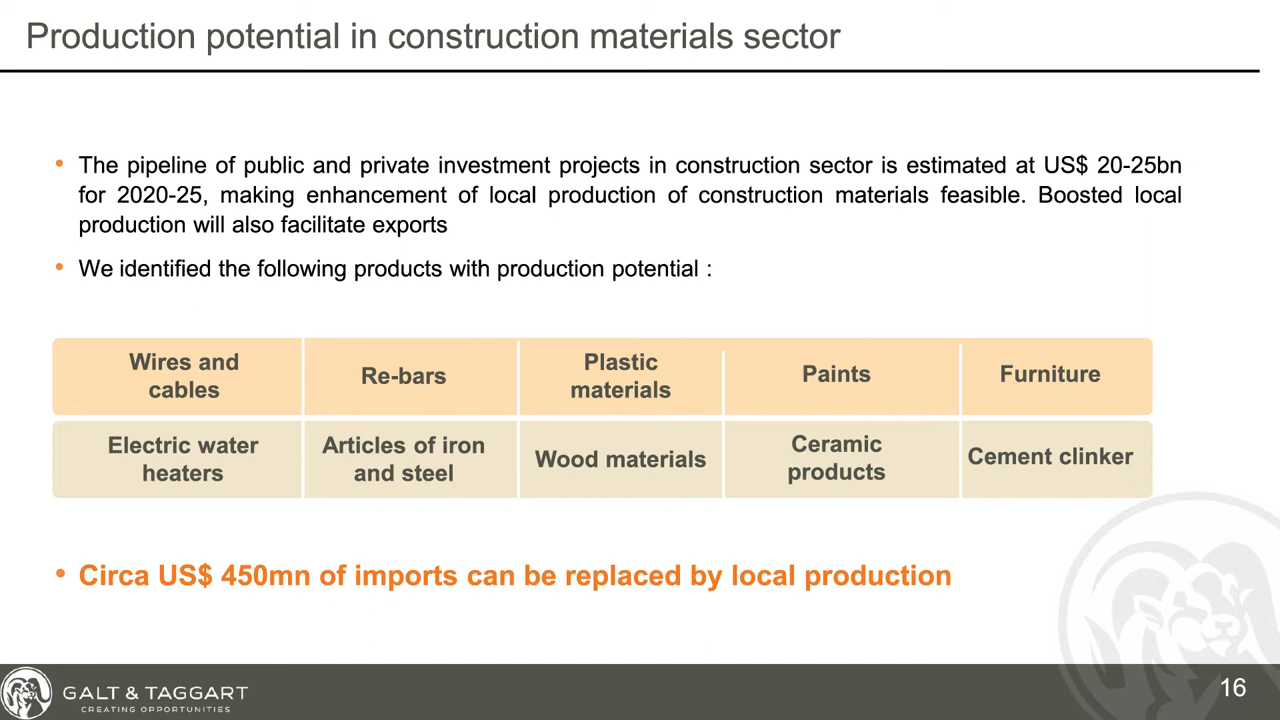 Production potential in construction materials sector
• The pipeline of public and private investment projects in construction sector is estimated at US$ 20-25bn
for 2020-25, making enhancement of local production of construction materials feasible. Boosted local
production will also facilitate exports
• We identified the following products with production potential :
Wires and
cables
Re-bars
Plastic
materials
Paints
Furniture
Electric water
heaters
Articles of iron
and steel
Wood materials
Ceramic
products
Cement clinker
• Circa US$ 450mn of imports can be replaced by local production
GALT & TAGGART
CREATING OPPORTUNITIES
16